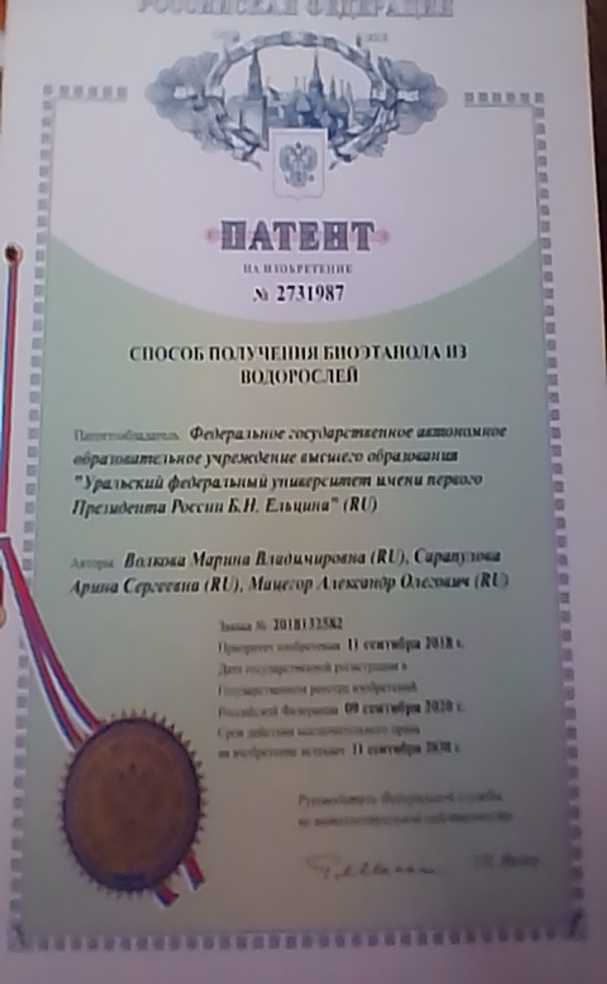 РОССИЙСКАЯ ФЕДЕРАЦИЯ
ПАТЕНТ
НА ИЗОБРЕТЕНИЕ
№ 2731987
СПОСОБ ПОЛУЧЕНИЯ БИОЭТАНОЛА ИЗ
ВОДОРОСЛЕЙ
Патентообладатель: Федеральное государственное автономное
образовательное учреждение высшего образования
"Уральский федеральный университет имени первого
Президента России Б.Н. Ельцина" (RU)
Авторы: Волкова Марина Владимировна (RU), Сарапулова
Арина Сергеевна (RU), Мацегор Александр Олегович (RU)
Заявка № 2018132582
Приоритет изобретения 11 сентября 2018 г.
Дата государственной регистрации в
Государственном реестре изобретений
Российской Федерации 09 сентября 2020 г.
Срок действия исключительного права
на изобретение истекает 11 сентября 2038 г.
Руководитель Федеральной службы
по интеллектуальной собственности